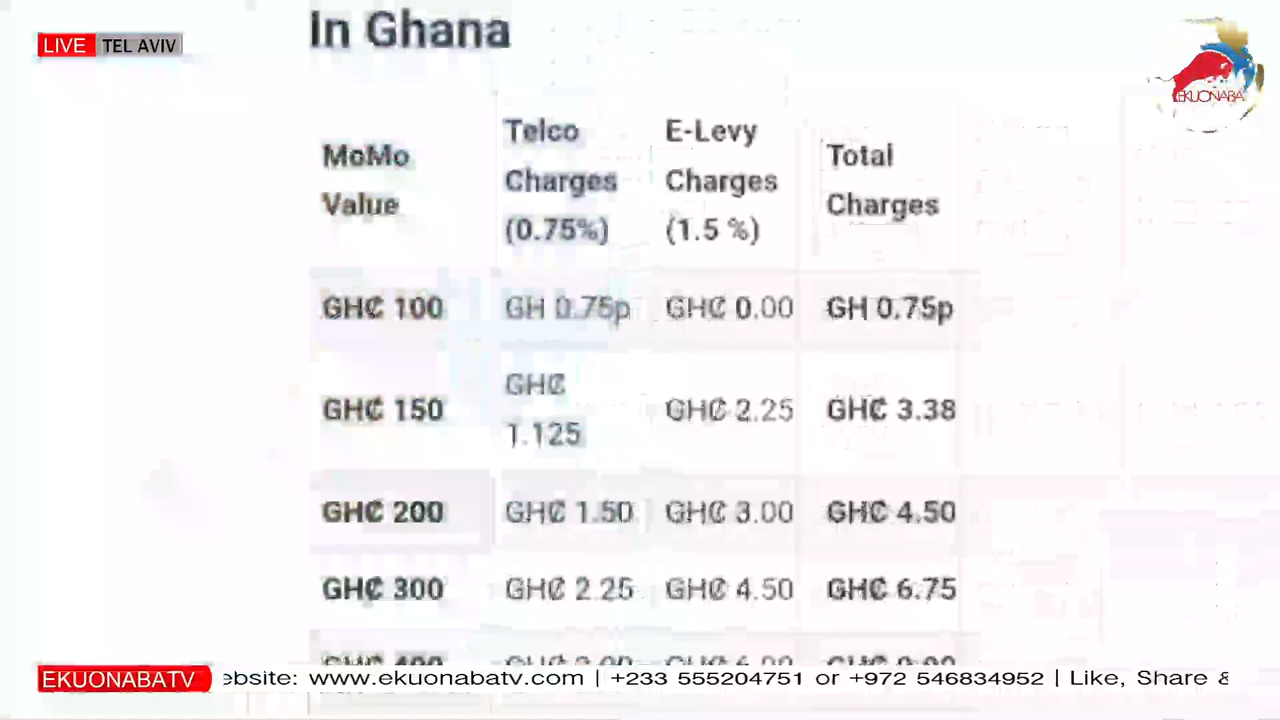 In Ghana
LIVE TEL AVIV
EKUONABA
MoMo Value
Telco Charges (0.75%)
E-Levy Charges (1.5 %)
Total Charges
GH₵ 100 GH 0.75p GH₵ 0.00 GH 0.75p
GH₵ 150 GH₵ 1.125 GH₵ 2.25 GH₵ 3.38
GH₵ 200 GH₵ 1.50 GH₵ 3.00 GH₵ 4.50
GH₵ 300 GH₵ 2.25 GH₵ 4.50 GH₵ 6.75
EKUONABATV ebsite: www.ekuonabatv.com | +233 555204751 or +972 546834952 | Like, Share &